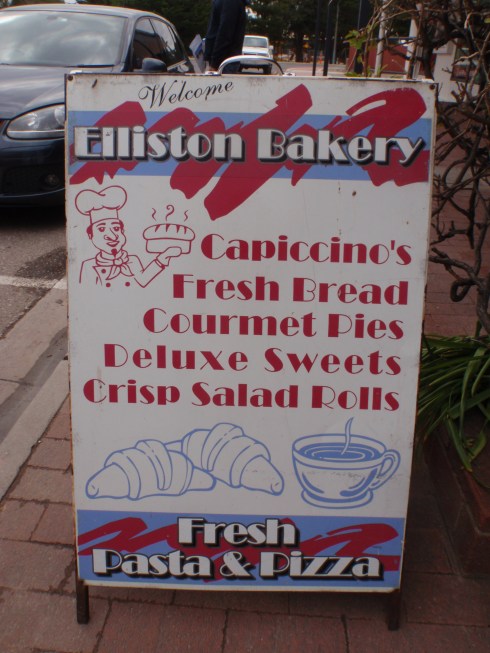 Welcome
Elliston Bakery
Capiccino's
Fresh Bread
Gourmet Pies
Deluxe Sweets
Crisp Salad Rolls
Fresh
Pasta & Pizza